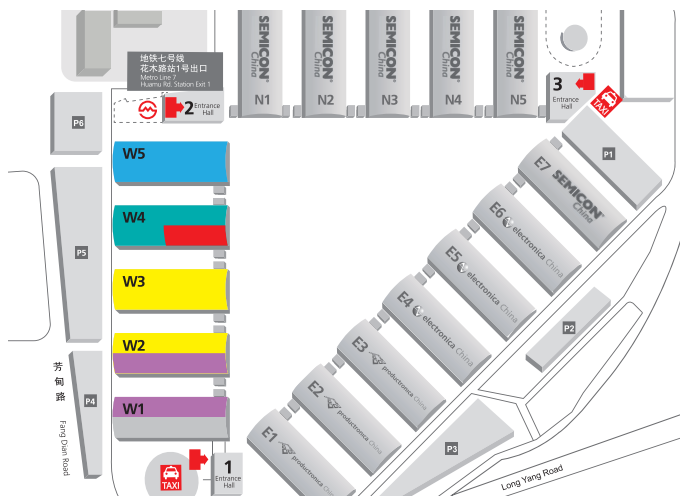 地铁七号线
花木路站1号出口
Metro Line 7
Huamu Rd. Station Exit 1
SEMICON
China
N1
SEMICON
China
N2
SEMICON
China
N3
SEMICON
China
N4
SEMICON
China
N5
2 Entrance
Hall
3
Entrance
Hall
TAXI
P6
P1
W5
E7 SEMICON
China
W4
E6 electronica China
P5
E5 electronica China
W3
E4 electronica China
P2
W2
E3 productronica China
芳甸路
P4
W1
E2 productronica China
Fang Dian Road
E1 productronica China
P3
TAXI
1
Entrance
Hall
Long Yang Road